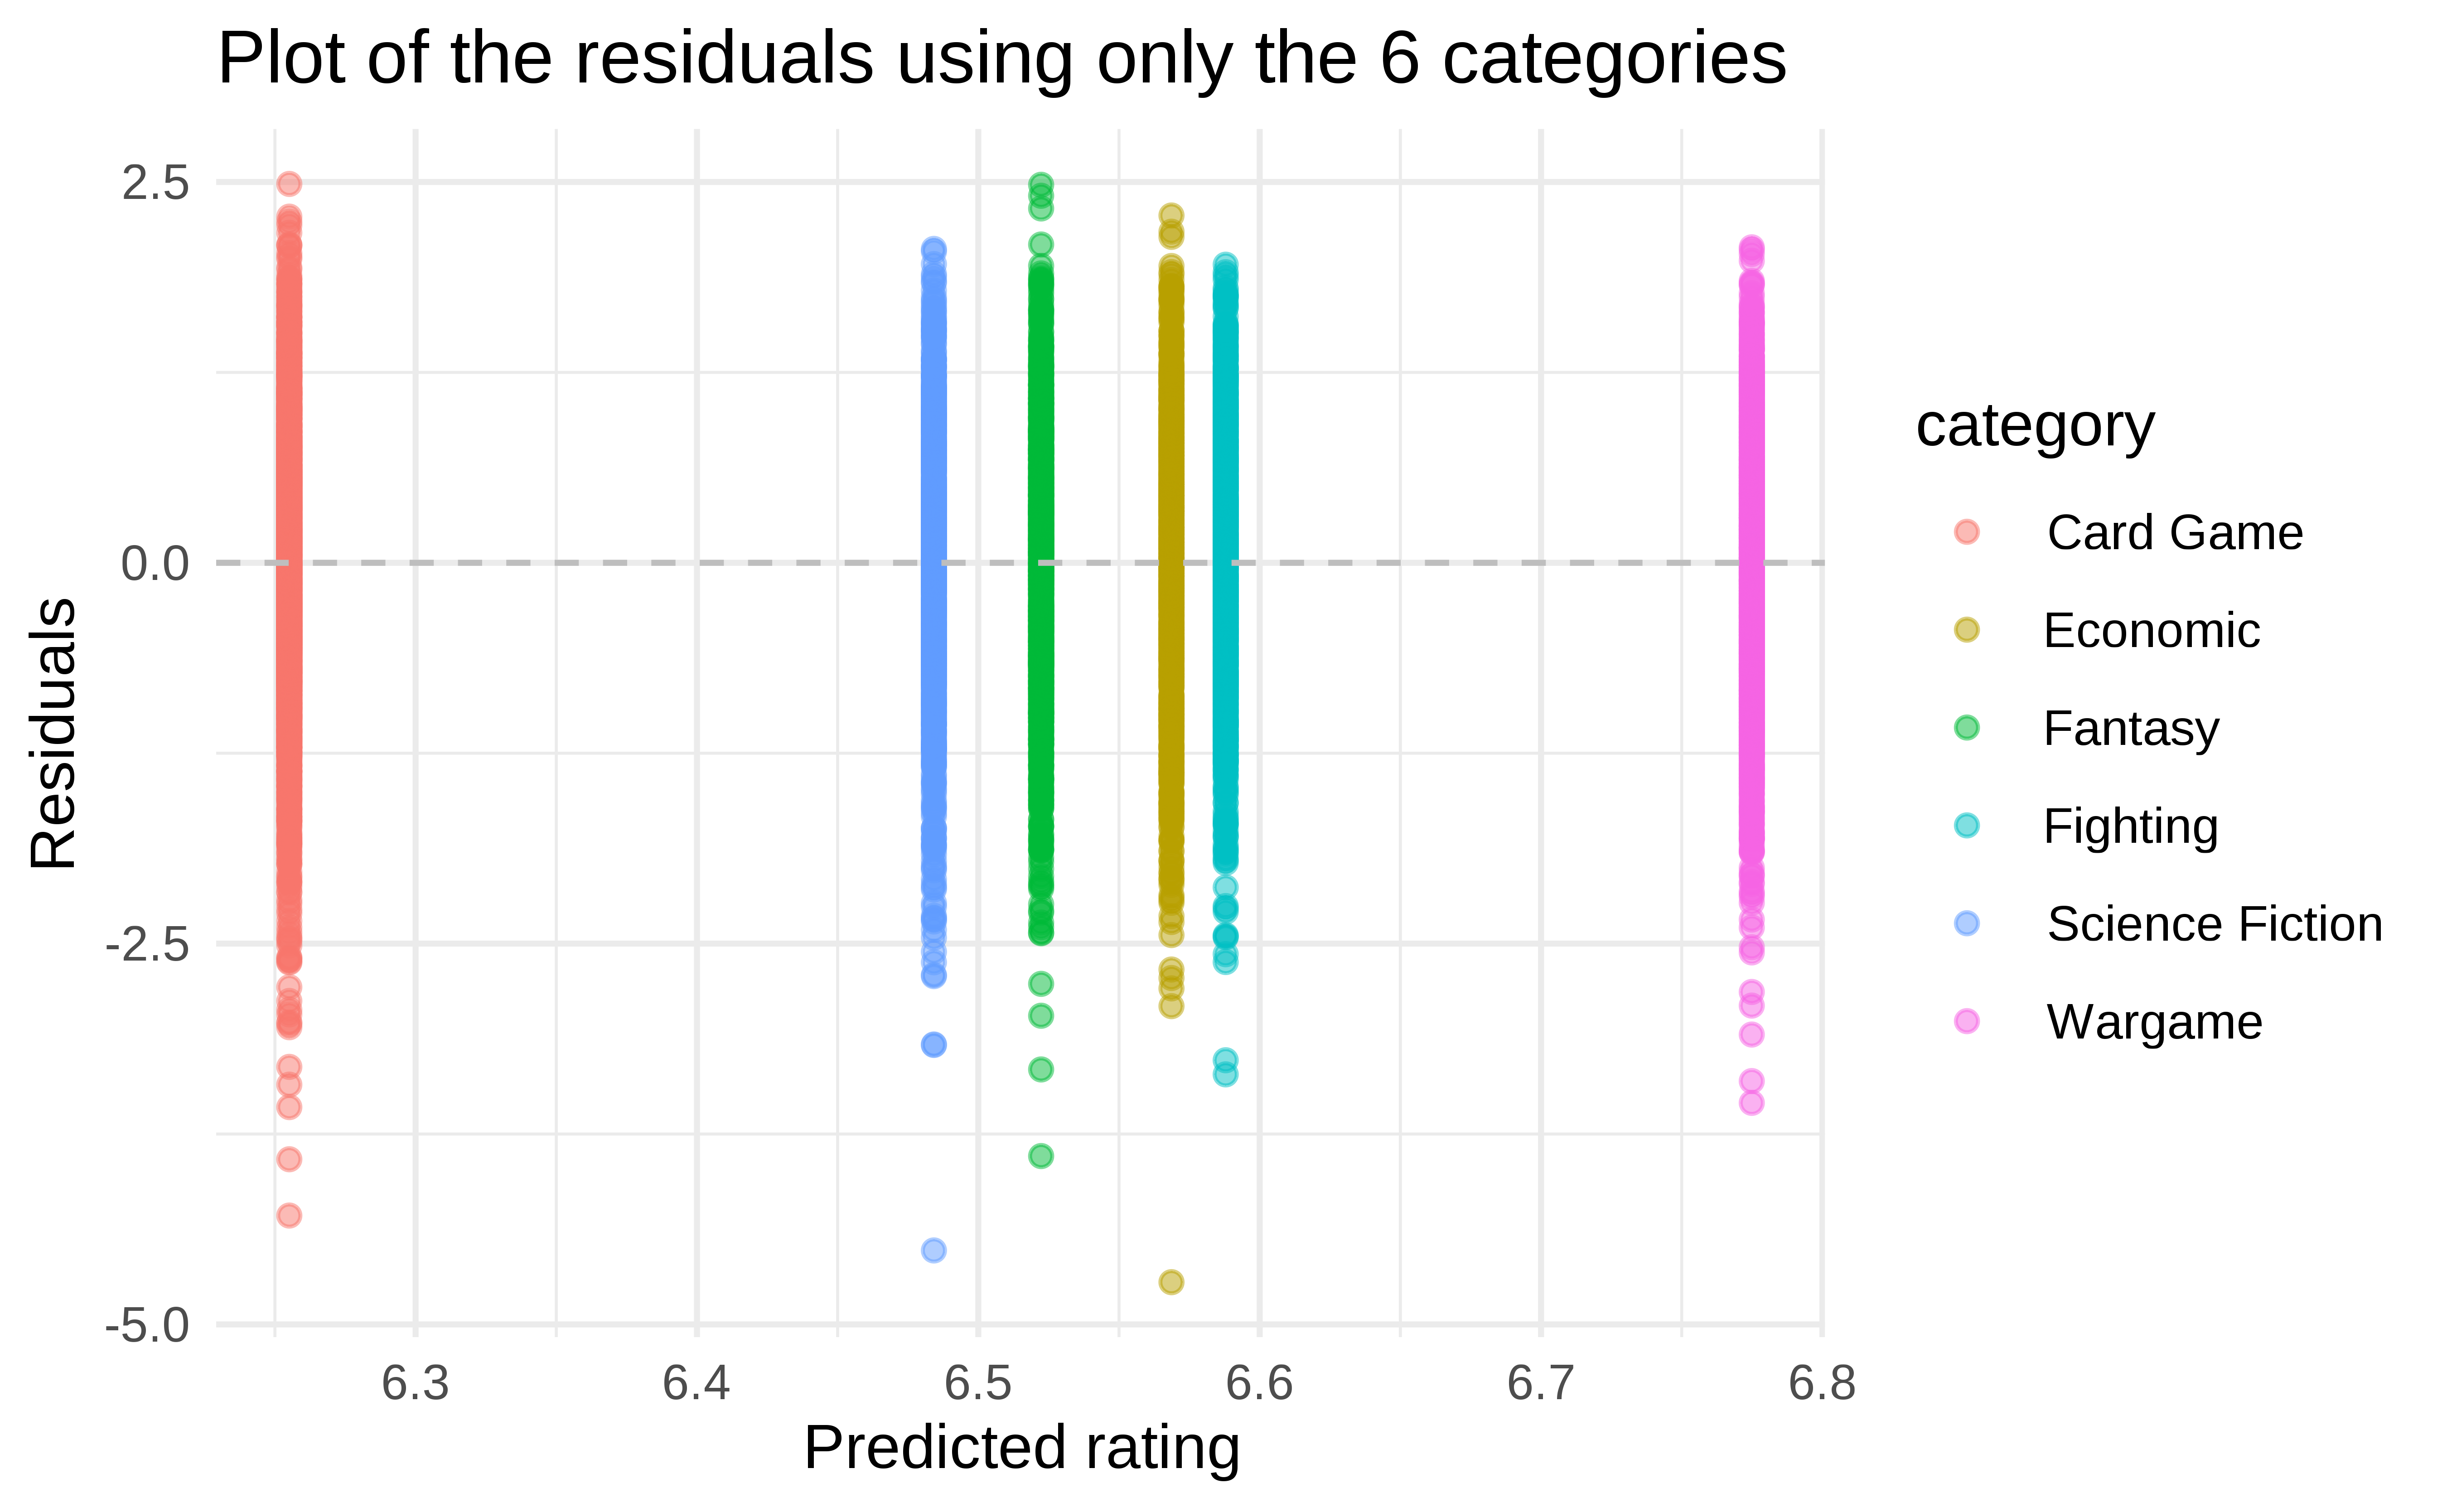 Plot of the residuals using only the 6 categories
2.5
0.0
-2.5
-5.0
Residuals
6.3 6.4 6.5 6.6 6.7 6.8
Predicted rating
category
Card Game
Economic
Fantasy
Fighting
Science Fiction
Wargame